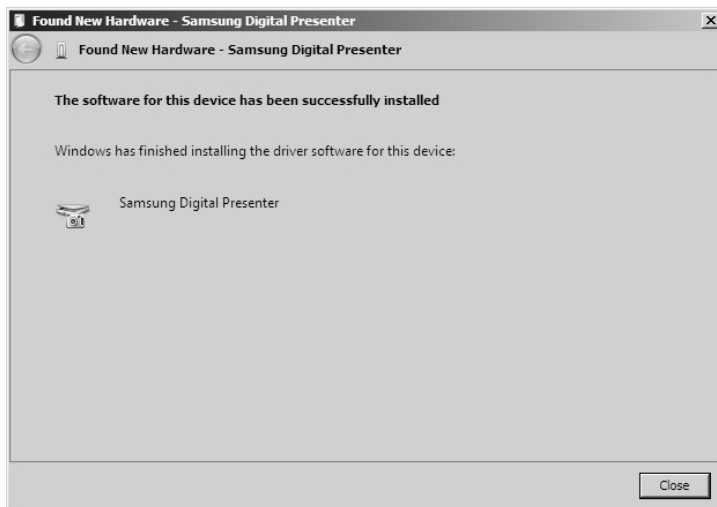 Found New Hardware - Samsung Digital Presenter
Found New Hardware - Samsung Digital Presenter
The software for this device has been successfully installed
Windows has finished installing the driver software for this device:
Samsung Digital Presenter
Close